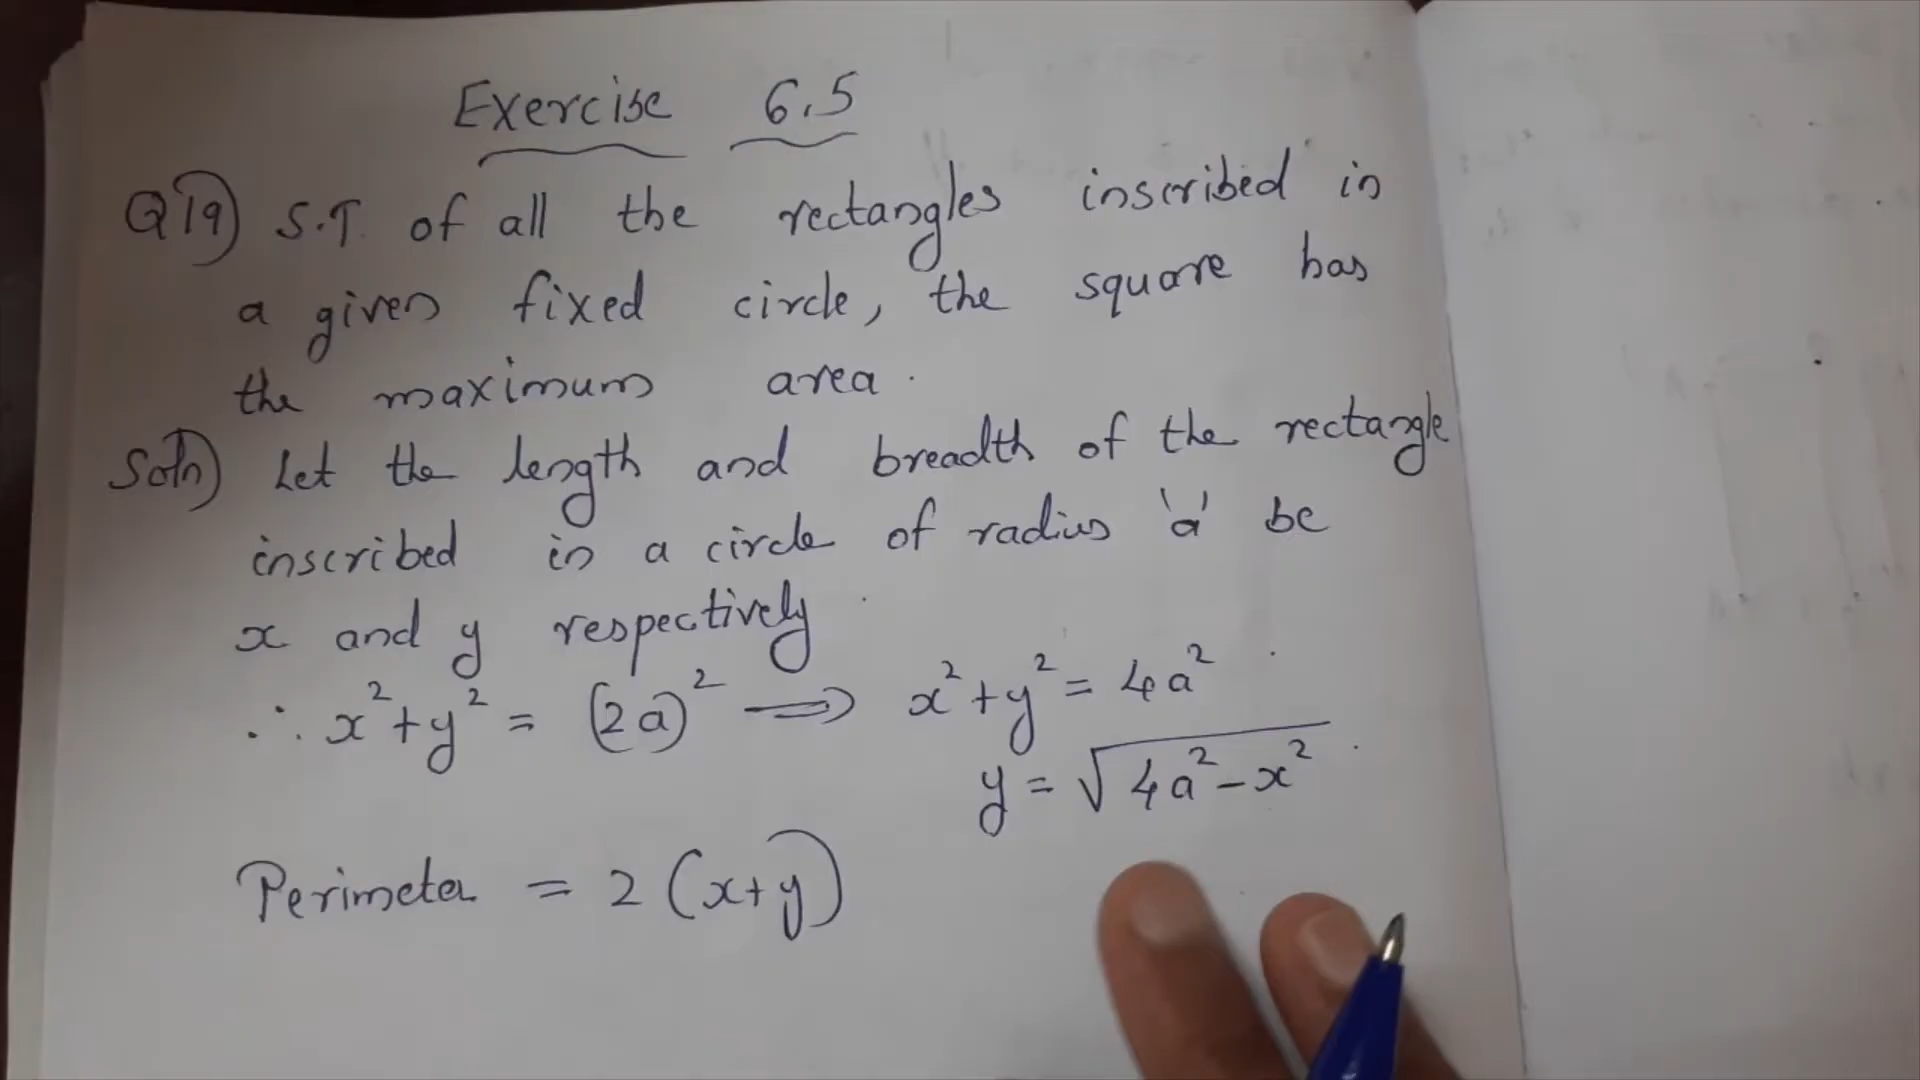 Exercise 6.5
Q19) S.T. of all the rectangles inscribed in
a given fixed circle, the square has
the maximum area.
Soln) Let the length and breadth of the rectangle
inscribed in a circle of radius 'a' be
x and y respectively
∴ x² + y² = (2a)² ⟹ x² + y² = 4a²
y = √(4a² - x²)
Perimeter = 2(x+y)